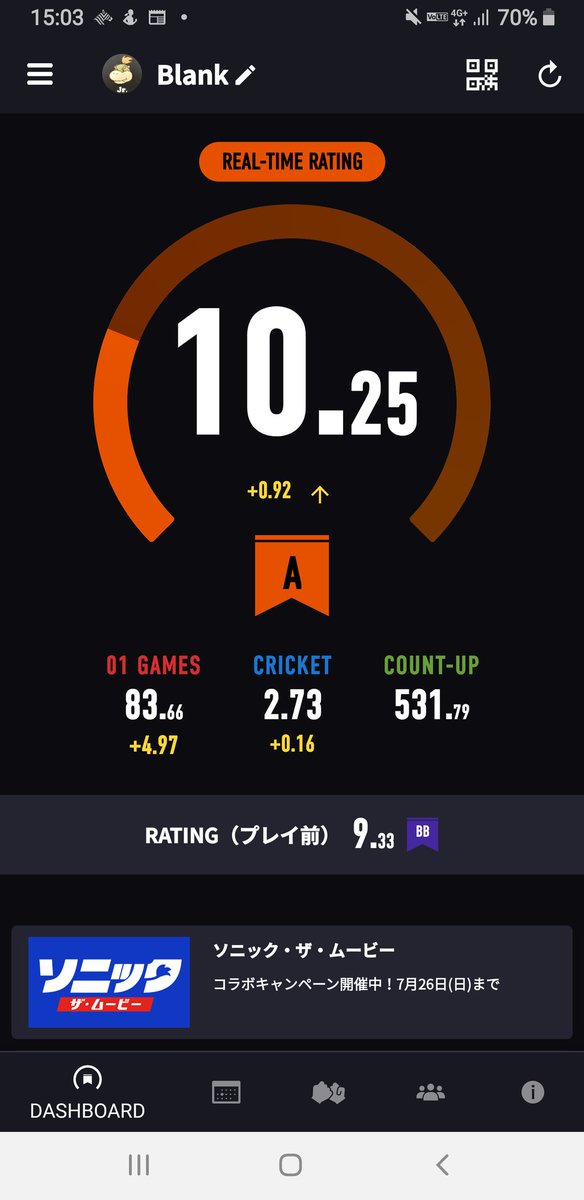 15:03
VoLTE 4G+ 70%
Jr.
Blank
REAL-TIME RATING
10.25
+0.92 ↑
A
01 GAMES CRICKET COUNT-UP
83.66 2.73 531.79
+4.97 +0.16
RATING（プレイ前） 9.33 BB
ソニック・ザ・ムービー
コラボキャンペーン開催中！7月26日(日)まで
ソニック
ザ・ムービー
DASHBOARD